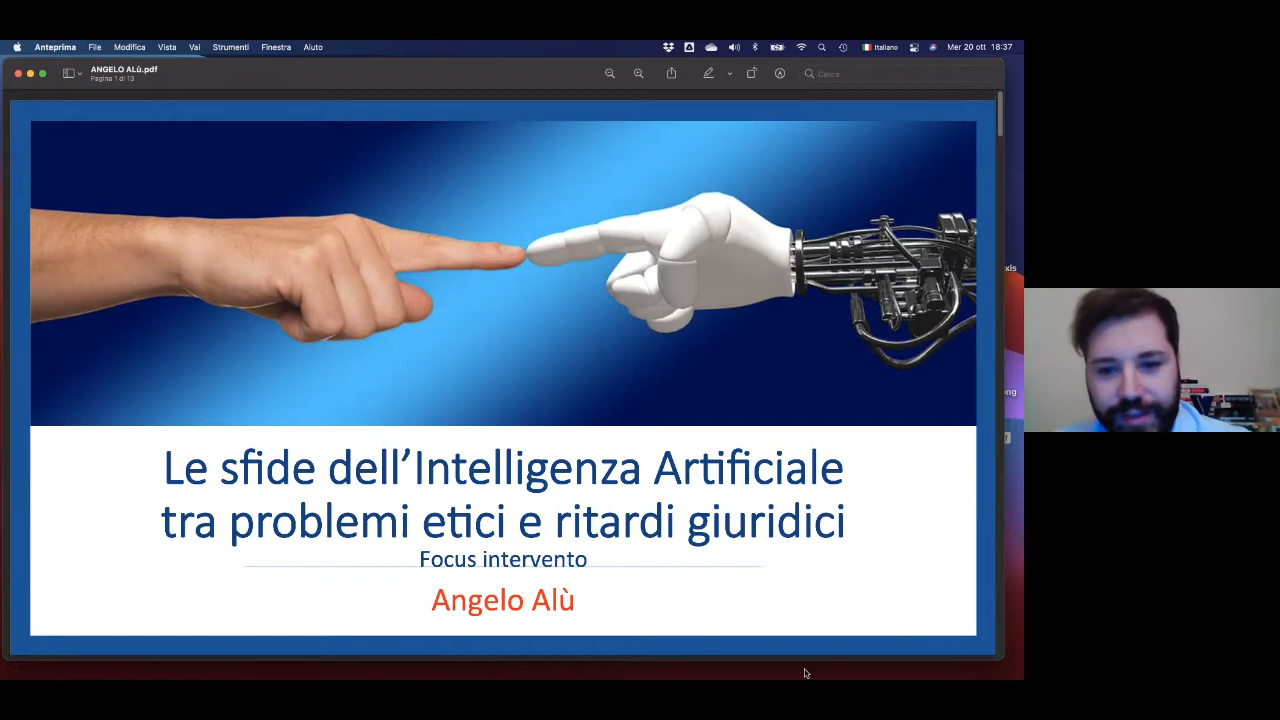 Anteprima File Modifica Vista Vai Strumenti Finestra Aiuto
Italiano Mer 20 ott 18:37
ANGELO ALù.pdf
Pagina 1 di 13
Cerca
xls
Le sfide dell’Intelligenza Artificiale
tra problemi etici e ritardi giuridici
Focus intervento
Angelo Alù